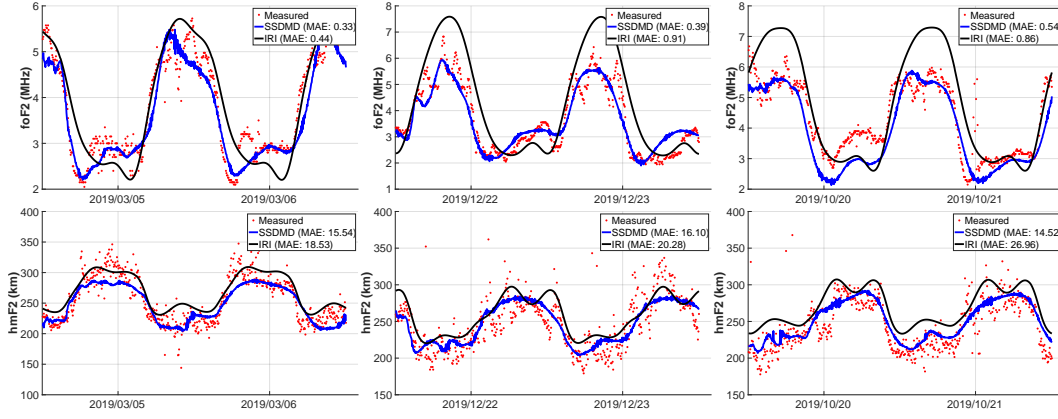 6
5
4
3
2
foF2 (MHz)
Measured
SSDMD (MAE: 0.33)
IRI (MAE: 0.44)
2019/03/05
2019/03/06
8
7
6
5
4
3
2
1
foF2 (MHz)
Measured
SSDMD (MAE: 0.39)
IRI (MAE: 0.91)
2019/12/22
2019/12/23
8
7
6
5
4
3
2
foF2 (MHz)
Measured
SSDMD (MAE: 0.54)
IRI (MAE: 0.86)
2019/10/20
2019/10/21
400
350
300
250
200
150
100
hmF2 (km)
Measured
SSDMD (MAE: 15.54)
IRI (MAE: 18.53)
2019/03/05
2019/03/06
400
350
300
250
200
150
hmF2 (km)
Measured
SSDMD (MAE: 16.10)
IRI (MAE: 20.28)
2019/12/22
2019/12/23
400
350
300
250
200
150
hmF2 (km)
Measured
SSDMD (MAE: 14.52)
IRI (MAE: 26.96)
2019/10/20
2019/10/21